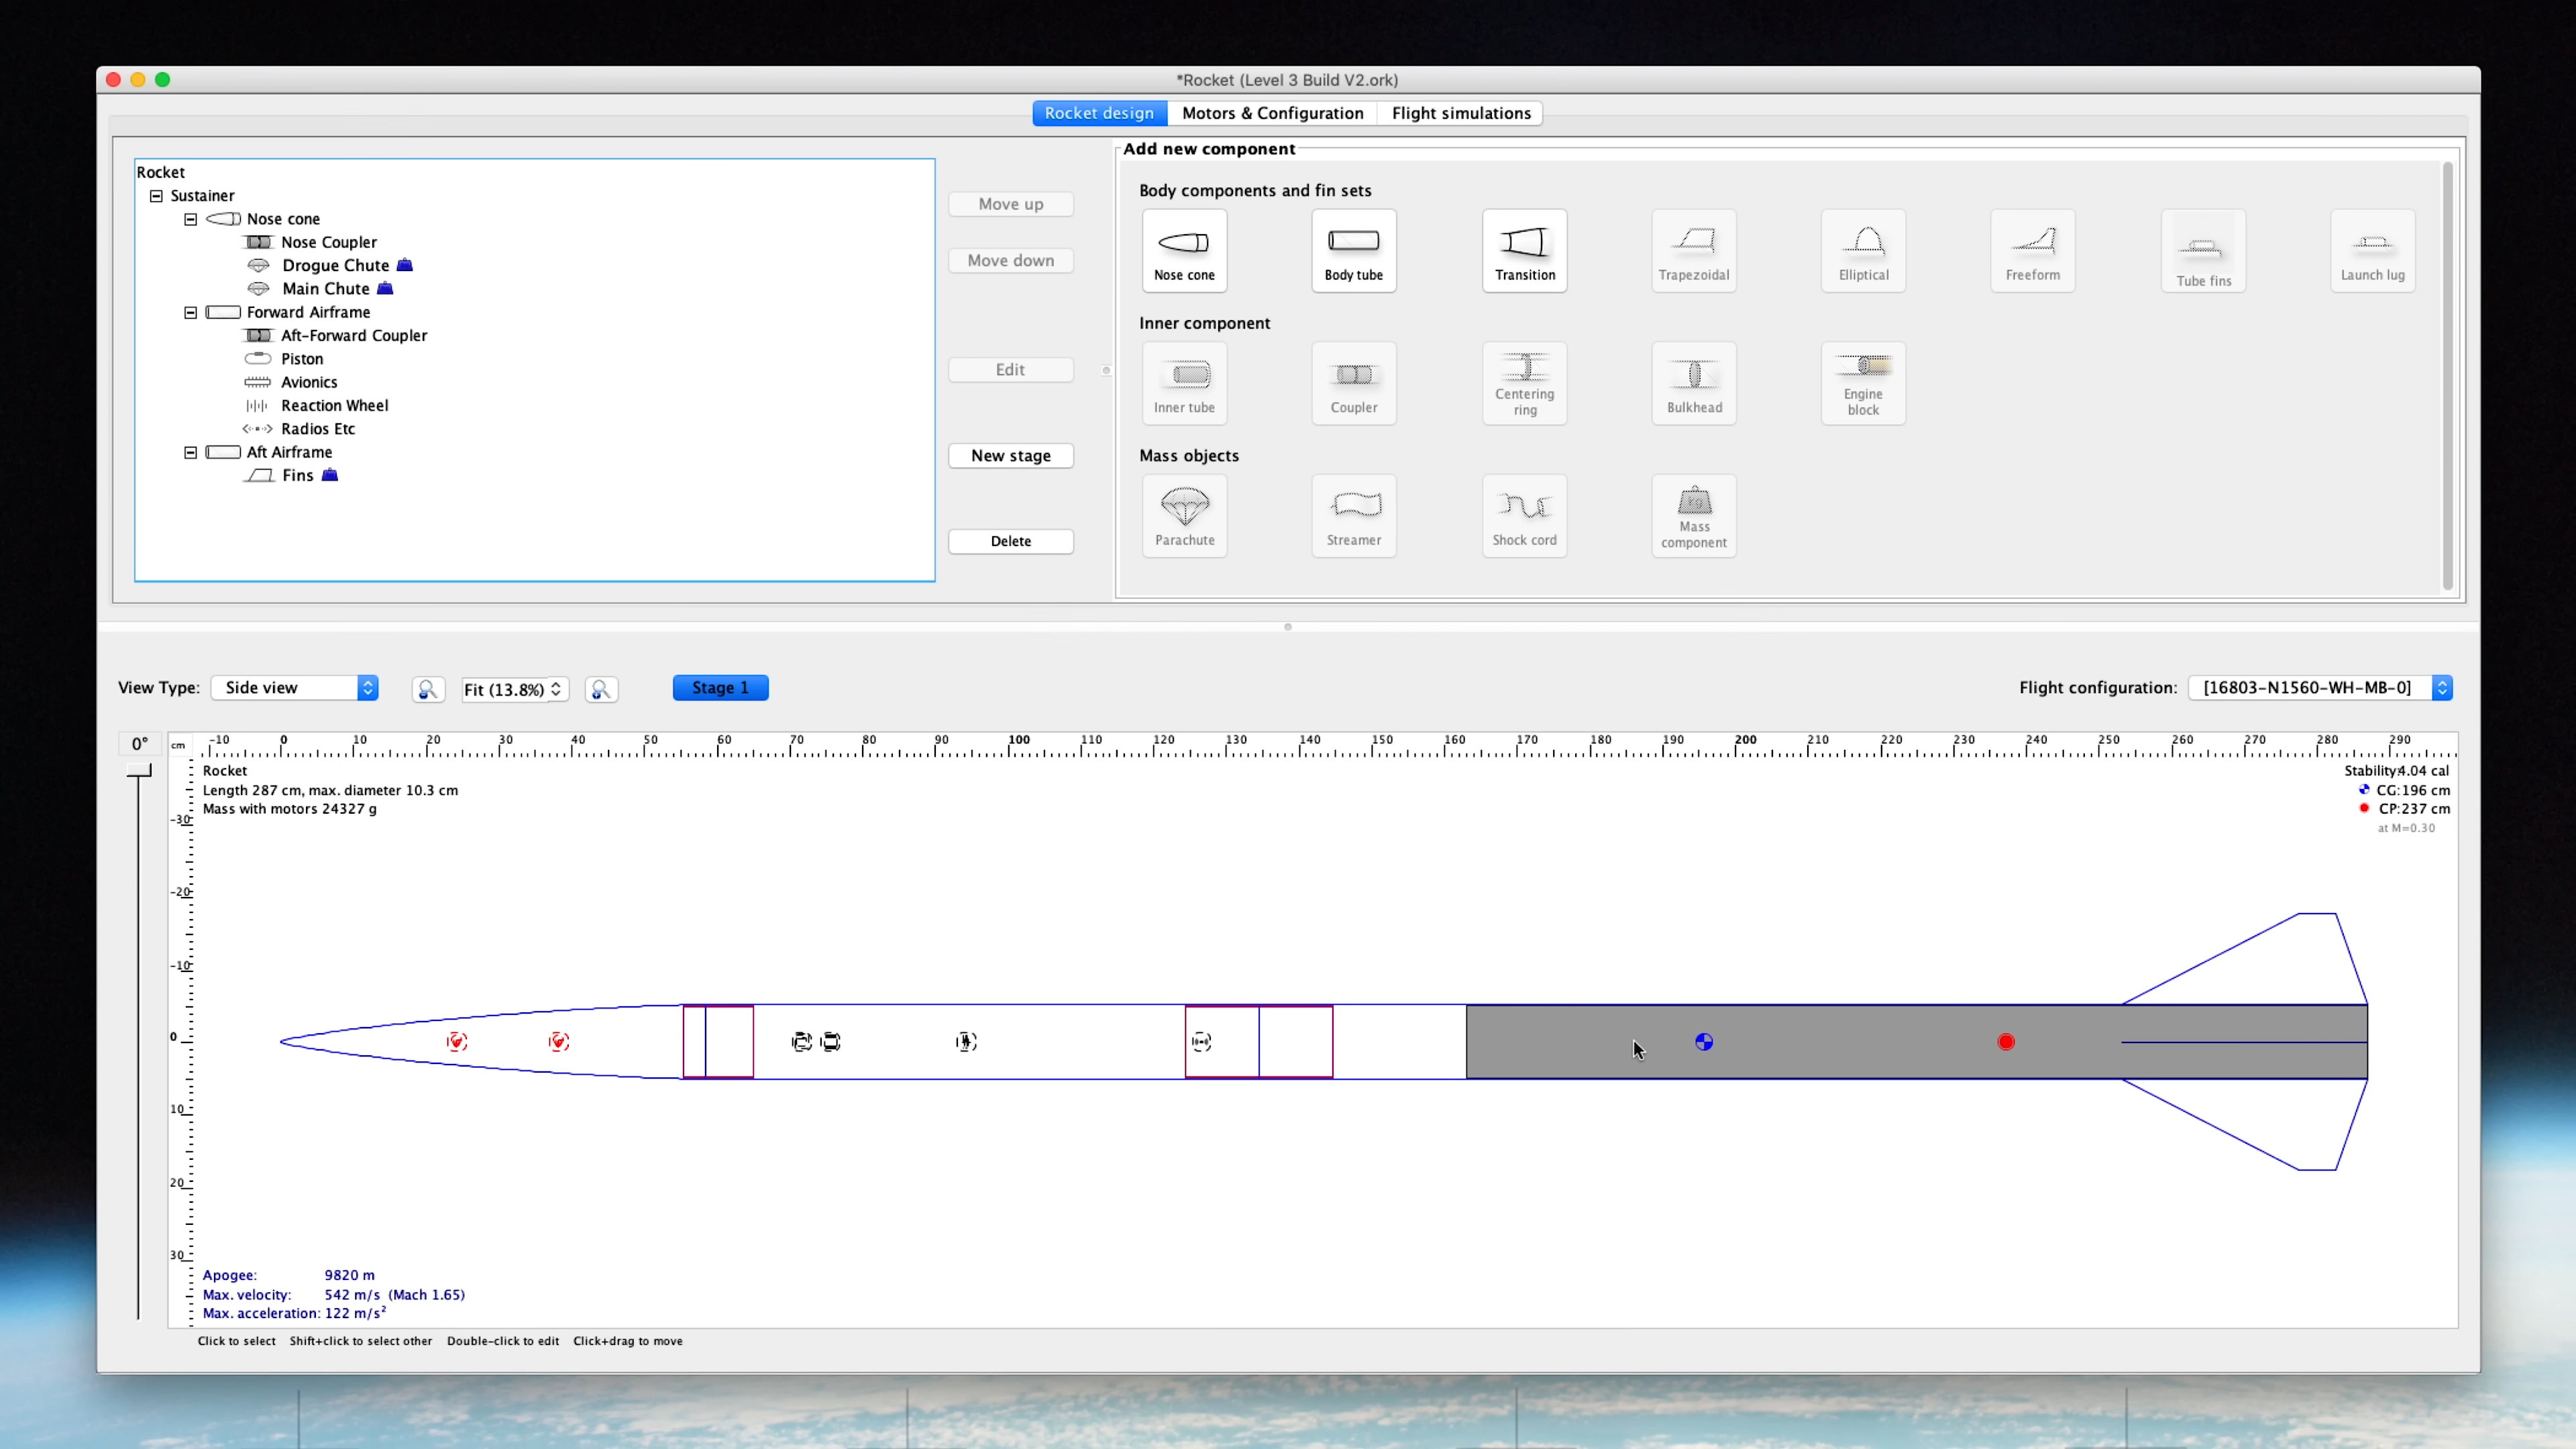 *Rocket (Level 3 Build V2.ork)
Rocket design Motors & Configuration Flight simulations
Rocket
Sustainer
Nose cone
Nose Coupler
Drogue Chute
Main Chute
Forward Airframe
Aft-Forward Coupler
Piston
Avionics
Reaction Wheel
Radios Etc
Aft Airframe
Fins
Move up
Move down
Edit
New stage
Delete
Add new component
Body components and fin sets
Nose cone Body tube Transition Trapezoidal Elliptical Freeform Tube fins Launch lug
Inner component
Inner tube Coupler Centering ring Bulkhead Engine block
Mass objects
KG
Parachute Streamer Shock cord Mass component
View Type: Side view Fit (13.8%) Stage 1 Flight configuration: [16803-N1560-WH-MB-0]
0° cm -10 0 10 20 30 40 50 60 70 80 90 100 110 120 130 140 150 160 170 180 190 200 210 220 230 240 250 260 270 280 290
Rocket
Length 287 cm, max. diameter 10.3 cm
Mass with motors 24327 g
Stability:4.04 cal
CG:196 cm
CP:237 cm
at M=0.30
-30
-20
-10
0
10
20
30
Apogee: 9820 m
Max. velocity: 542 m/s (Mach 1.65)
Max. acceleration: 122 m/s²
Click to select Shift+click to select other Double-click to edit Click+drag to move